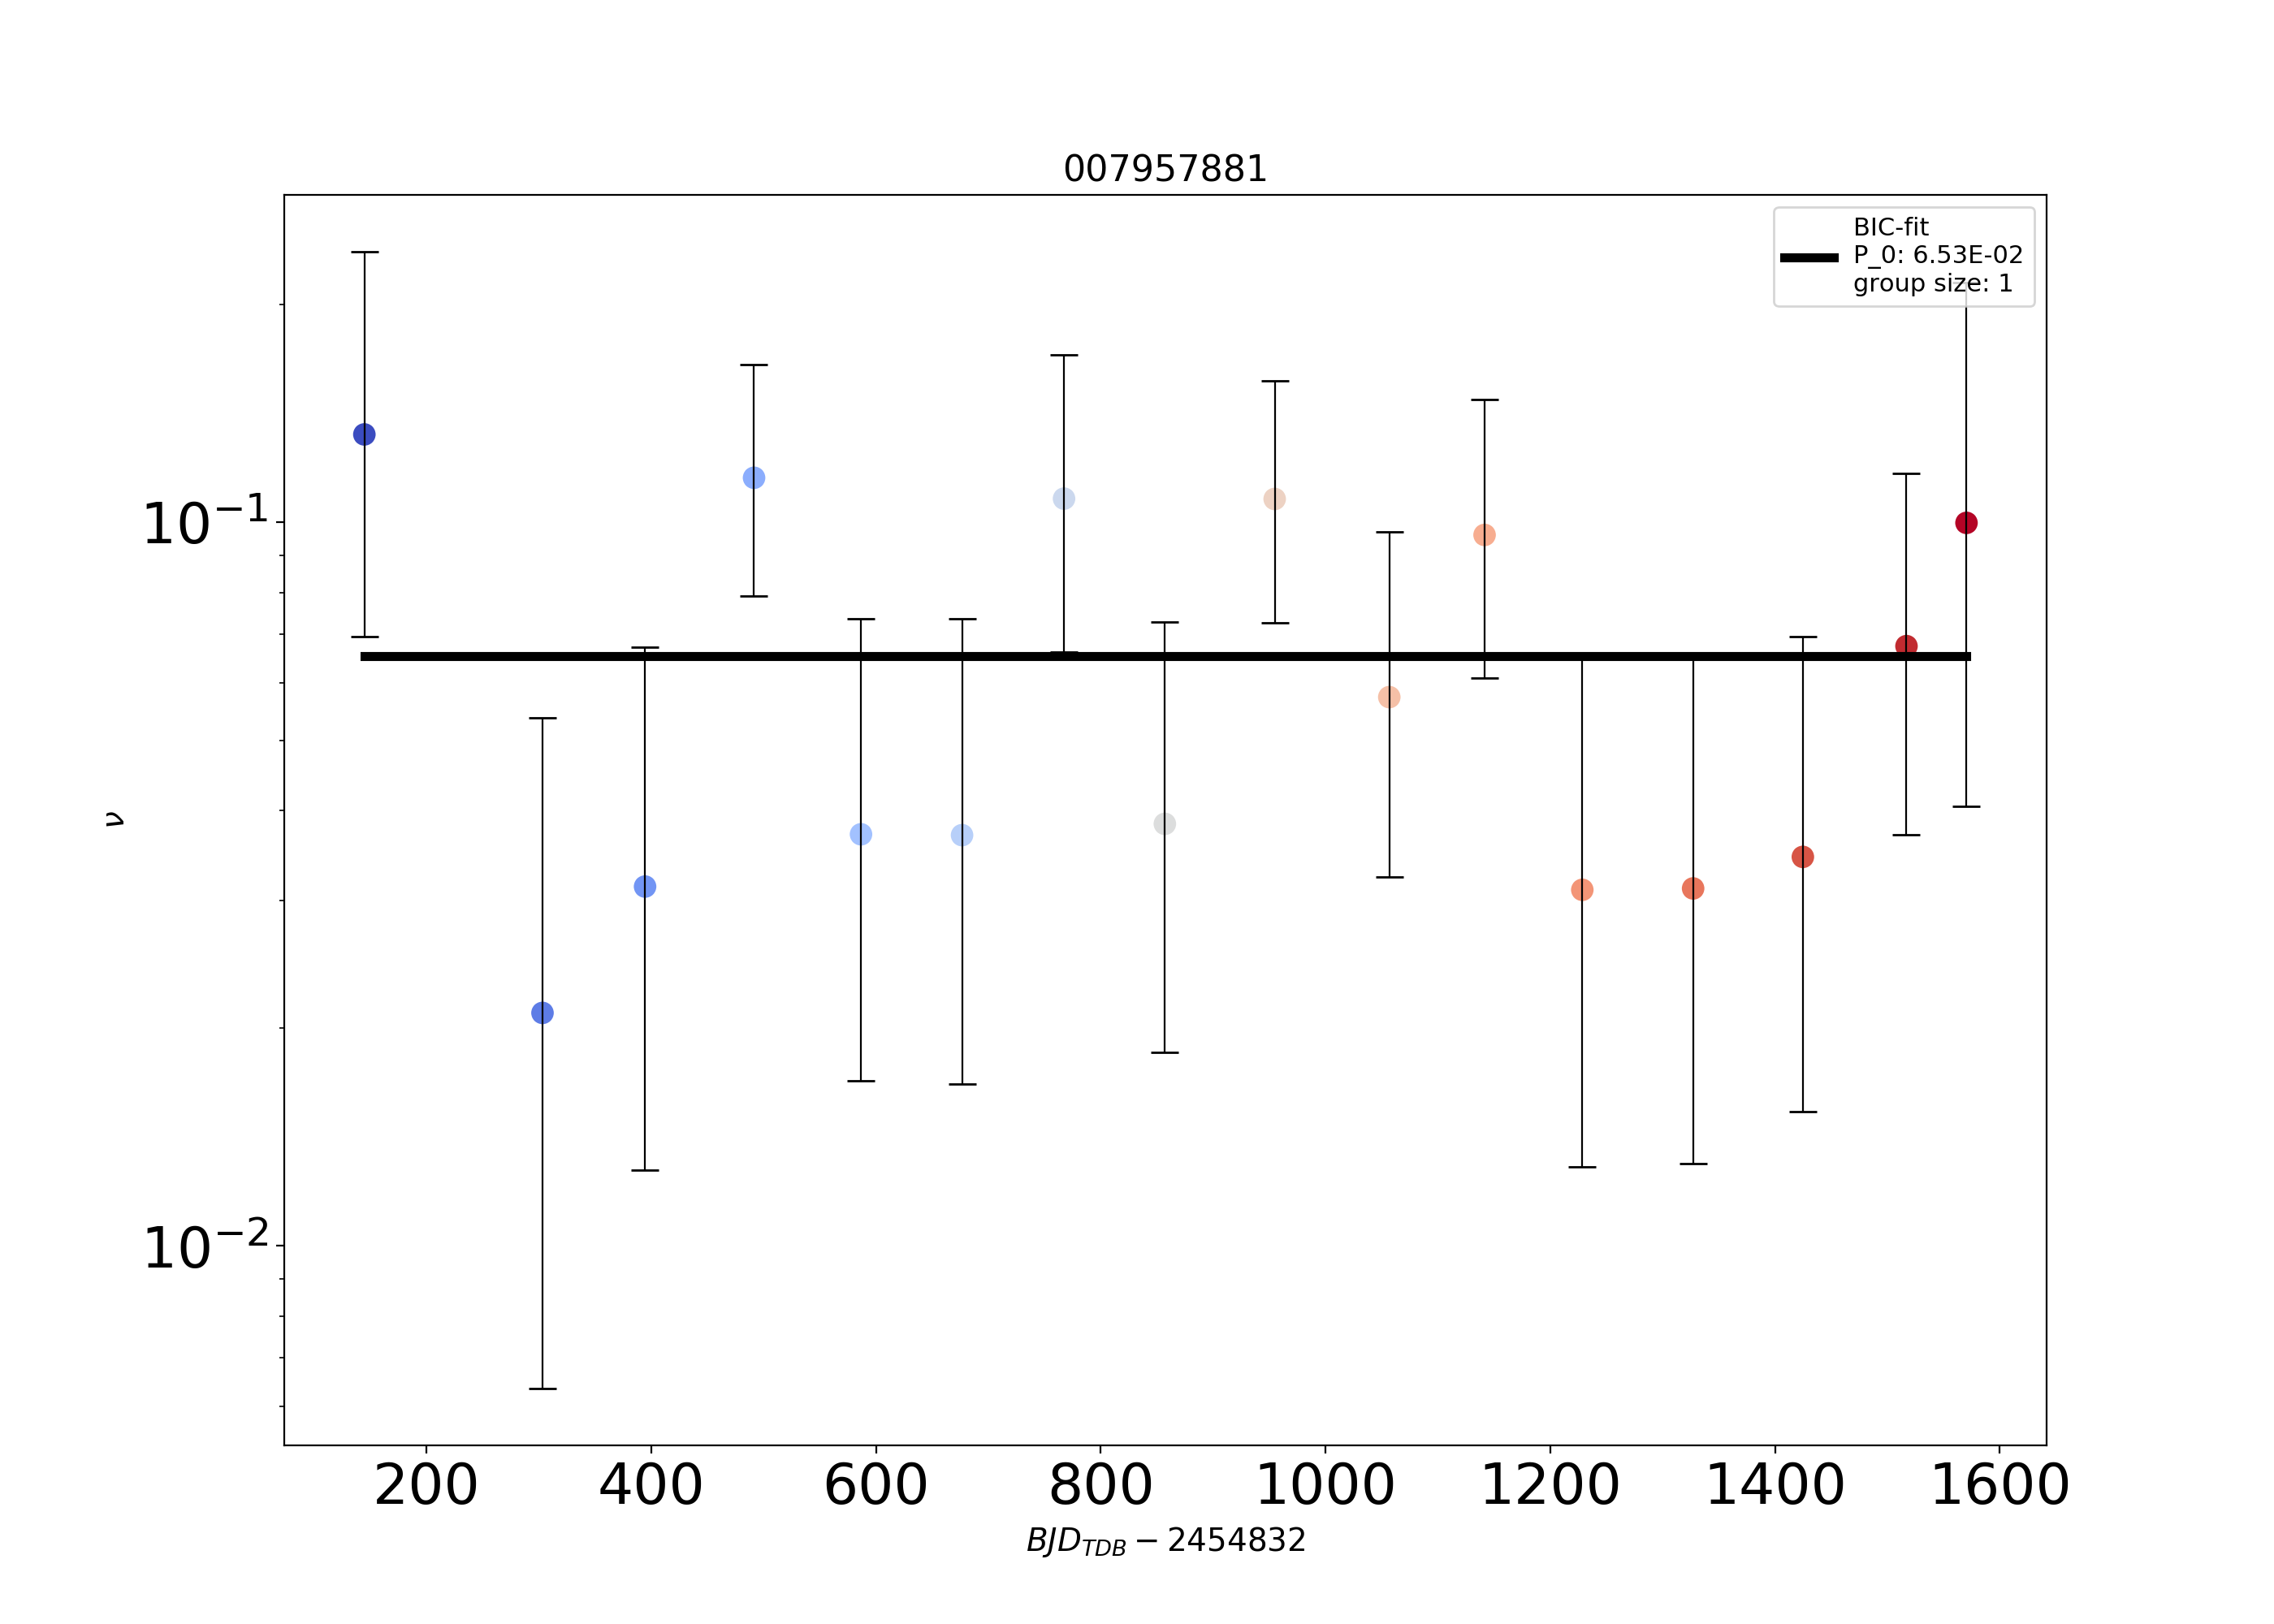 007957881
BIC-fit
P_0: 6.53E-02
group size: 1
10⁻¹
10⁻²
ν
200 400 600 800 1000 1200 1400 1600
BJD_TDB − 2454832